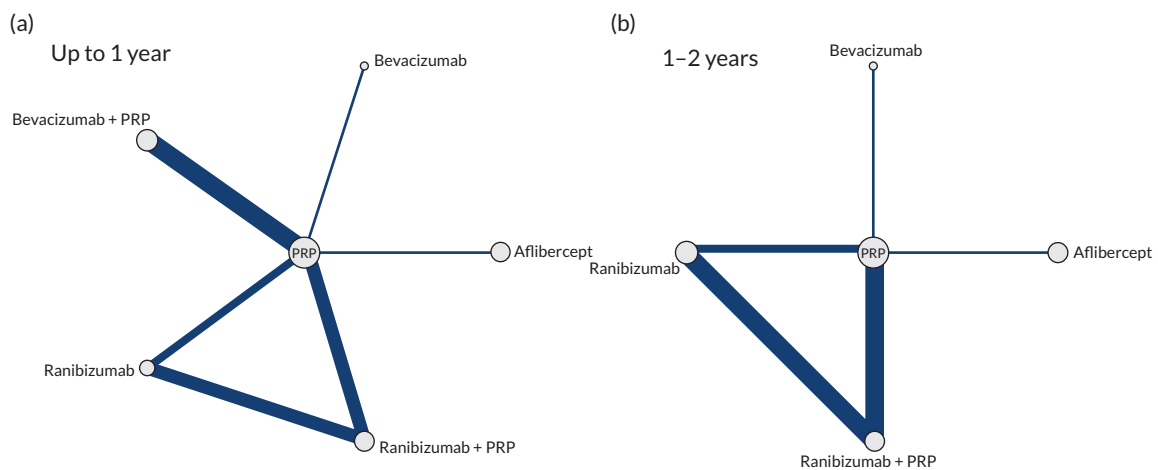 (a)
Up to 1 year
Bevacizumab
Bevacizumab + PRP
PRP
Aflibercept
Ranibizumab
Ranibizumab + PRP
(b)
1–2 years
Bevacizumab
PRP
Aflibercept
Ranibizumab
Ranibizumab + PRP